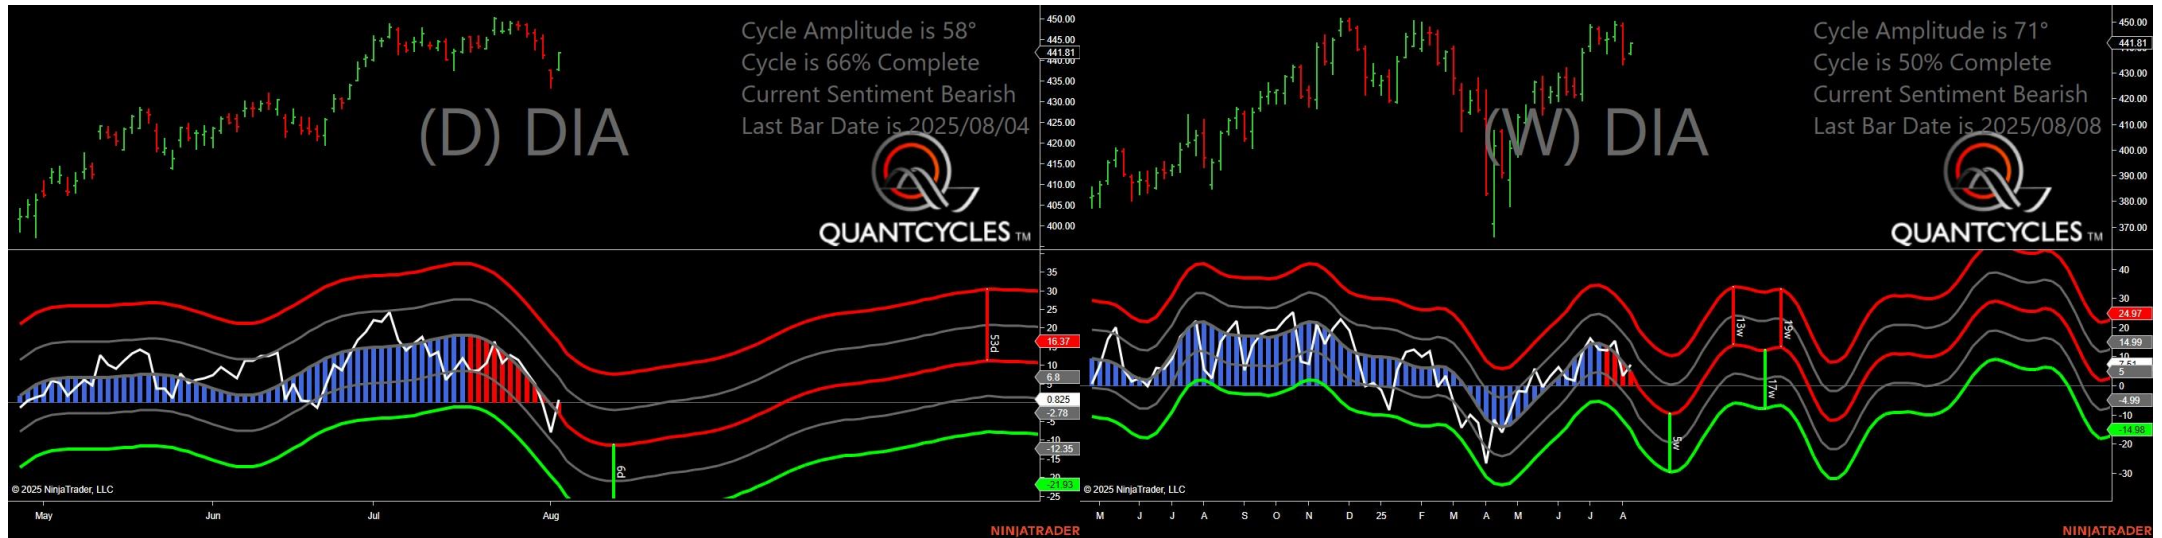 Cycle Amplitude is 58°
Cycle is 66% Complete
Current Sentiment Bearish
Last Bar Date is 2025/08/04
(D) DIA
QUANTCYCLES TM
450.00
445.00
441.81
440.00
435.00
430.00
425.00
420.00
415.00
410.00
405.00
400.00
35
30
25
20
16.37
15
10
6.8
5
0.825
-2.78
-5
-10
-12.35
-15
-20
-21.93
-25
55d
6d
© 2025 NinjaTrader, LLC
May Jun Jul Aug
NINJATRADER
Cycle Amplitude is 71°
Cycle is 50% Complete
Current Sentiment Bearish
Last Bar Date is 2025/08/08
(W) DIA
QUANTCYCLES TM
450.00
441.81
430.00
420.00
410.00
400.00
390.00
380.00
370.00
40
30
24.97
20
14.99
10
5
0
-4.99
-10
-14.98
-20
-30
13w
19w
17w
5w
© 2025 NinjaTrader, LLC
M J J A S O N D 25 F M A M J J A
NINJATRADER